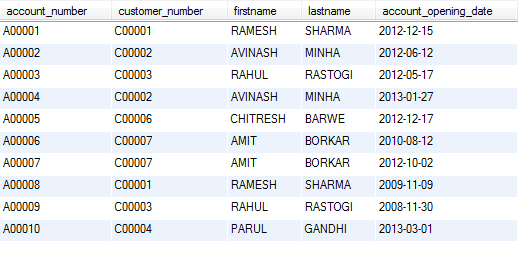 account_number customer_number firstname lastname account_opening_date
A00001 C00001 RAMESH SHARMA 2012-12-15
A00002 C00002 AVINASH MINHA 2012-06-12
A00003 C00003 RAHUL RASTOGI 2012-05-17
A00004 C00002 AVINASH MINHA 2013-01-27
A00005 C00006 CHITRESH BARWE 2012-12-17
A00006 C00007 AMIT BORKAR 2010-08-12
A00007 C00007 AMIT BORKAR 2012-10-02
A00008 C00001 RAMESH SHARMA 2009-11-09
A00009 C00003 RAHUL RASTOGI 2008-11-30
A00010 C00004 PARUL GANDHI 2013-03-01